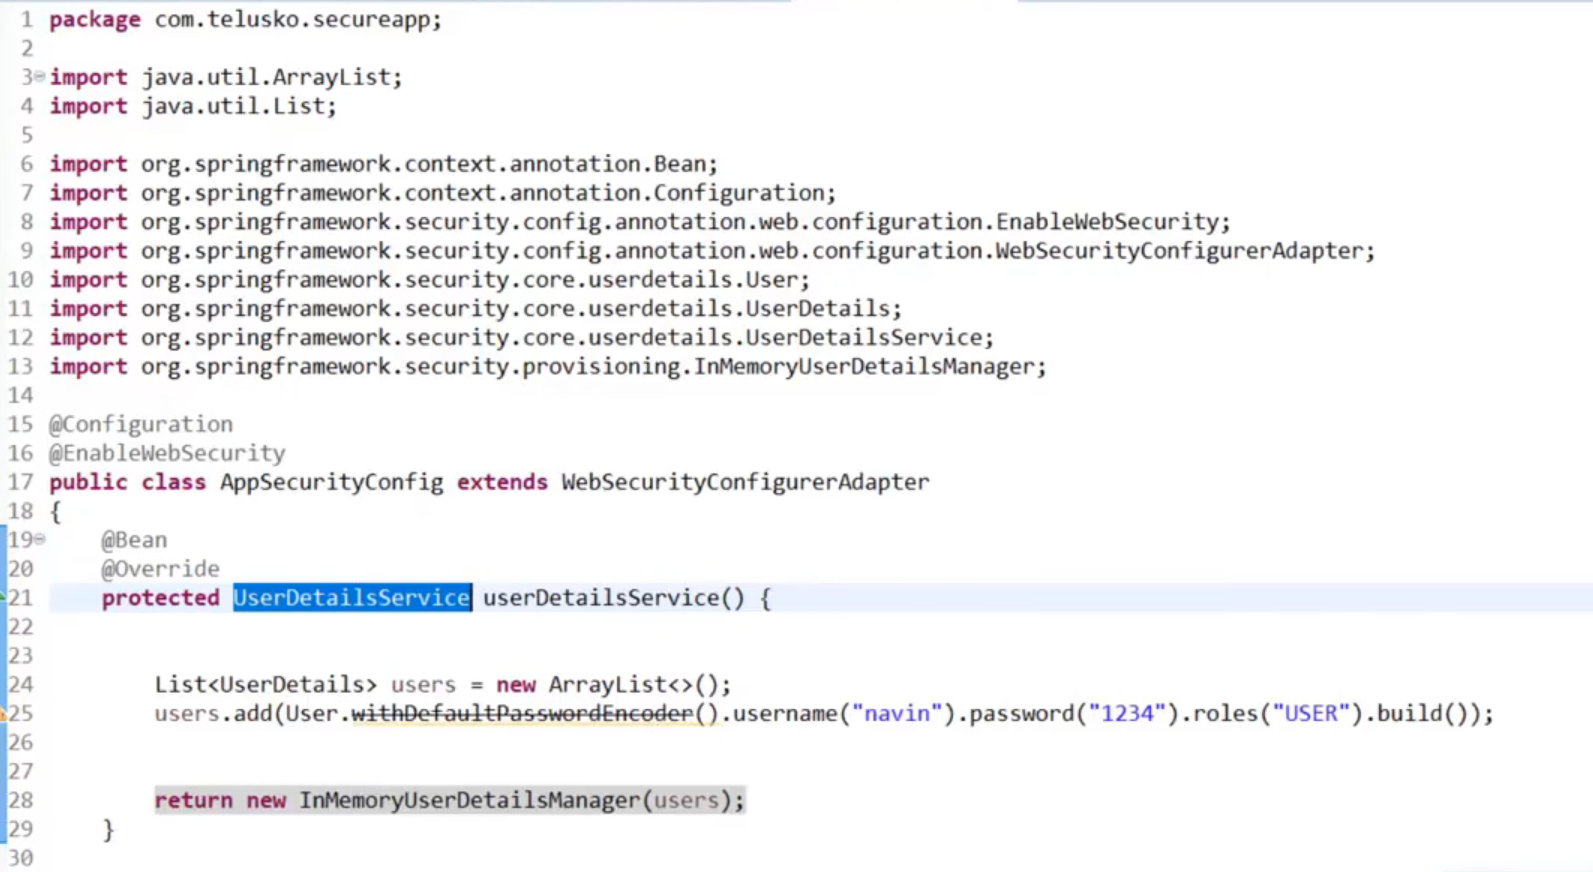 1 package com.telusko.secureapp;
2
3 import java.util.ArrayList;
4 import java.util.List;
5
6 import org.springframework.context.annotation.Bean;
7 import org.springframework.context.annotation.Configuration;
8 import org.springframework.security.config.annotation.web.configuration.EnableWebSecurity;
9 import org.springframework.security.config.annotation.web.configuration.WebSecurityConfigurerAdapter;
10 import org.springframework.security.core.userdetails.User;
11 import org.springframework.security.core.userdetails.UserDetails;
12 import org.springframework.security.core.userdetails.UserDetailsService;
13 import org.springframework.security.provisioning.InMemoryUserDetailsManager;
14
15 @Configuration
16 @EnableWebSecurity
17 public class AppSecurityConfig extends WebSecurityConfigurerAdapter
18 {
19 @Bean
20 @Override
21 protected UserDetailsService userDetailsService() {
22
23
24 List<UserDetails> users = new ArrayList<>();
25 users.add(User.withDefaultPasswordEncoder().username("navin").password("1234").roles("USER").build());
26
27
28 return new InMemoryUserDetailsManager(users);
29 }
30